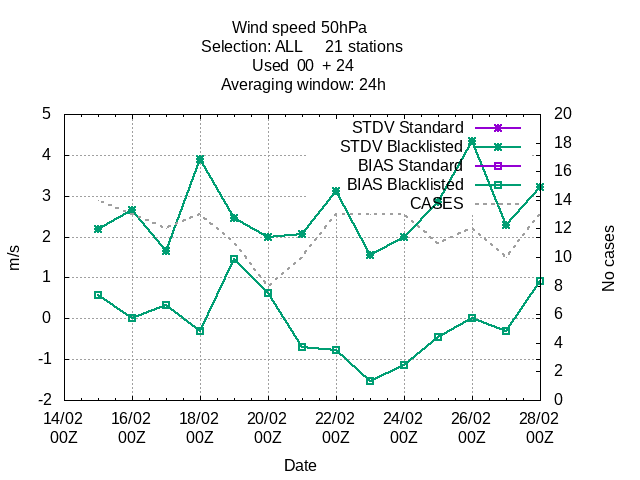 Wind speed 50hPa
Selection: ALL 21 stations
Used 00 + 24
Averaging window: 24h
STDV Standard
STDV Blacklisted
BIAS Standard
BIAS Blacklisted
CASES
5
4
3
2
1
0
-1
-2
m/s
20
18
16
14
12
10
8
6
4
2
0
No cases
14/02 16/02 18/02 20/02 22/02 24/02 26/02 28/02
00Z 00Z 00Z 00Z 00Z 00Z 00Z 00Z
Date